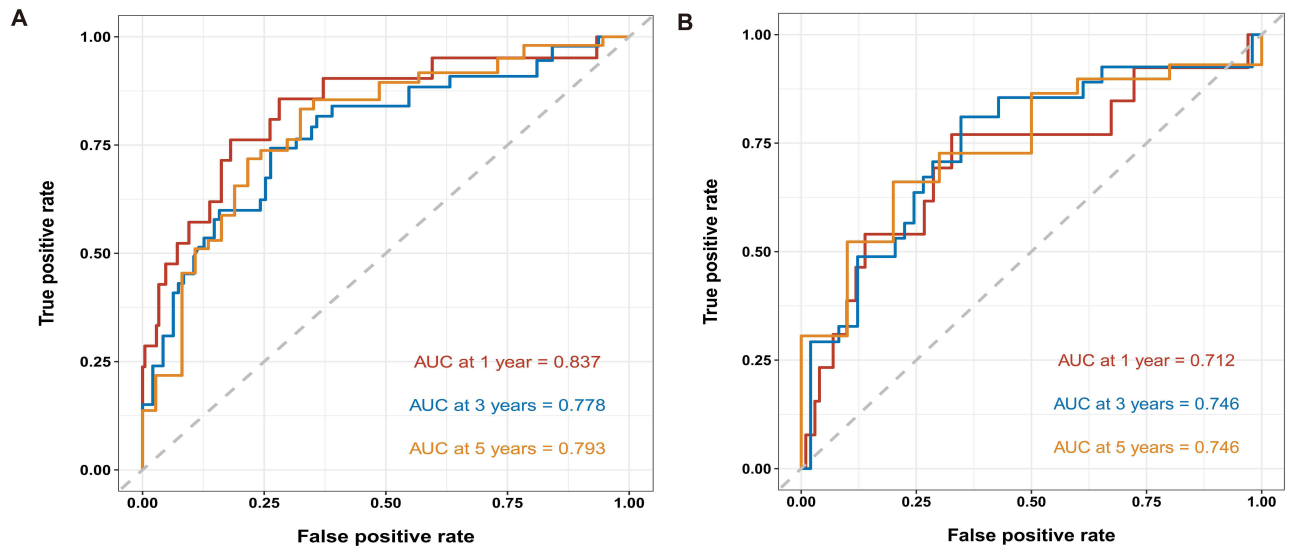 A
True positive rate
1.00
0.75
0.50
0.25
0.00
AUC at 1 year = 0.837
AUC at 3 years = 0.778
AUC at 5 years = 0.793
0.00 0.25 0.50 0.75 1.00
False positive rate
B
True positive rate
1.00
0.75
0.50
0.25
0.00
AUC at 1 year = 0.712
AUC at 3 years = 0.746
AUC at 5 years = 0.746
0.00 0.25 0.50 0.75 1.00
False positive rate